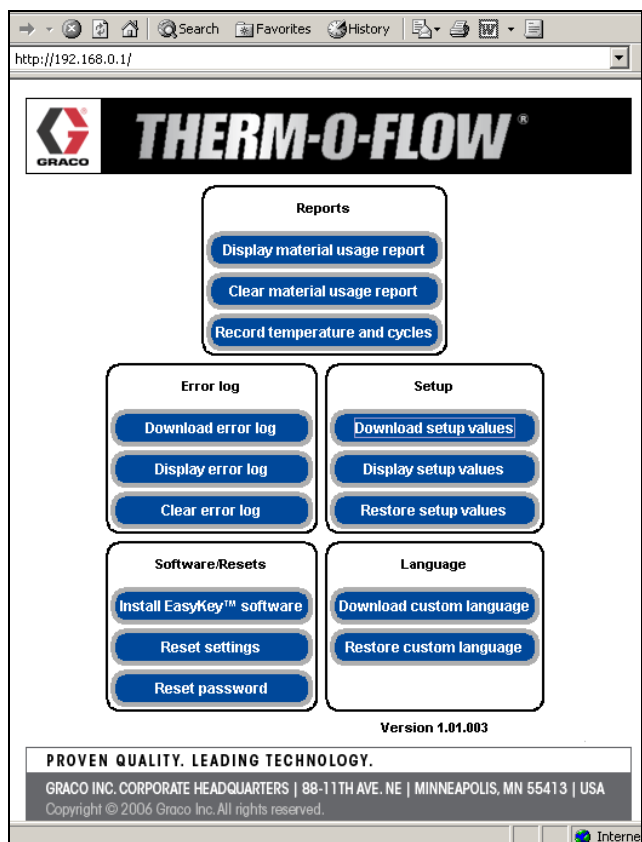 Search Favorites History
http://192.168.0.1/
GRACO
THERM-O-FLOW®
Reports
Display material usage report
Clear material usage report
Record temperature and cycles
Error log
Download error log
Display error log
Clear error log
Setup
Download setup values
Display setup values
Restore setup values
Software/Resets
Install EasyKey™ software
Reset settings
Reset password
Language
Download custom language
Restore custom language
Version 1.01.003
PROVEN QUALITY. LEADING TECHNOLOGY.
GRACO INC. CORPORATE HEADQUARTERS | 88-11TH AVE. NE | MINNEAPOLIS, MN 55413 | USA
Copyright © 2006 Graco Inc. All rights reserved.
Interne